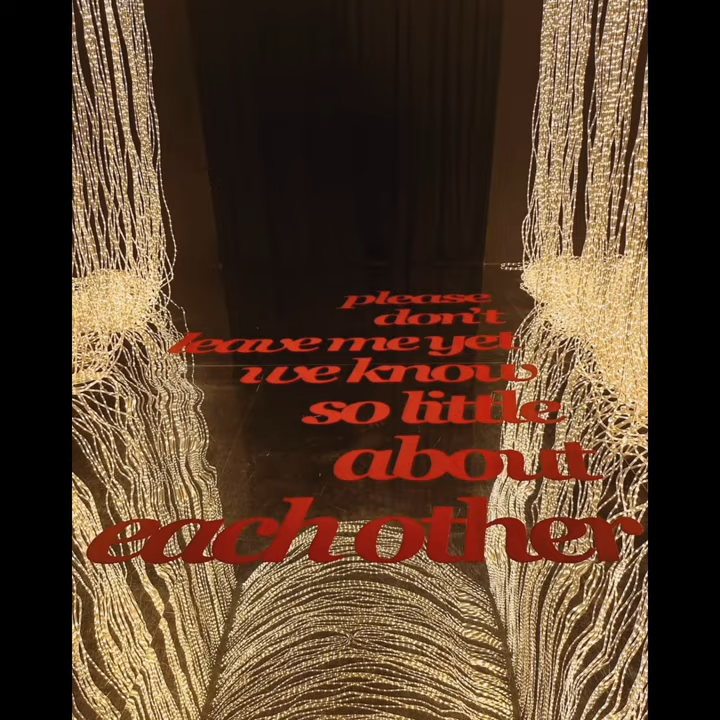 please
don't
leave me yet
we know
so little
about
each other